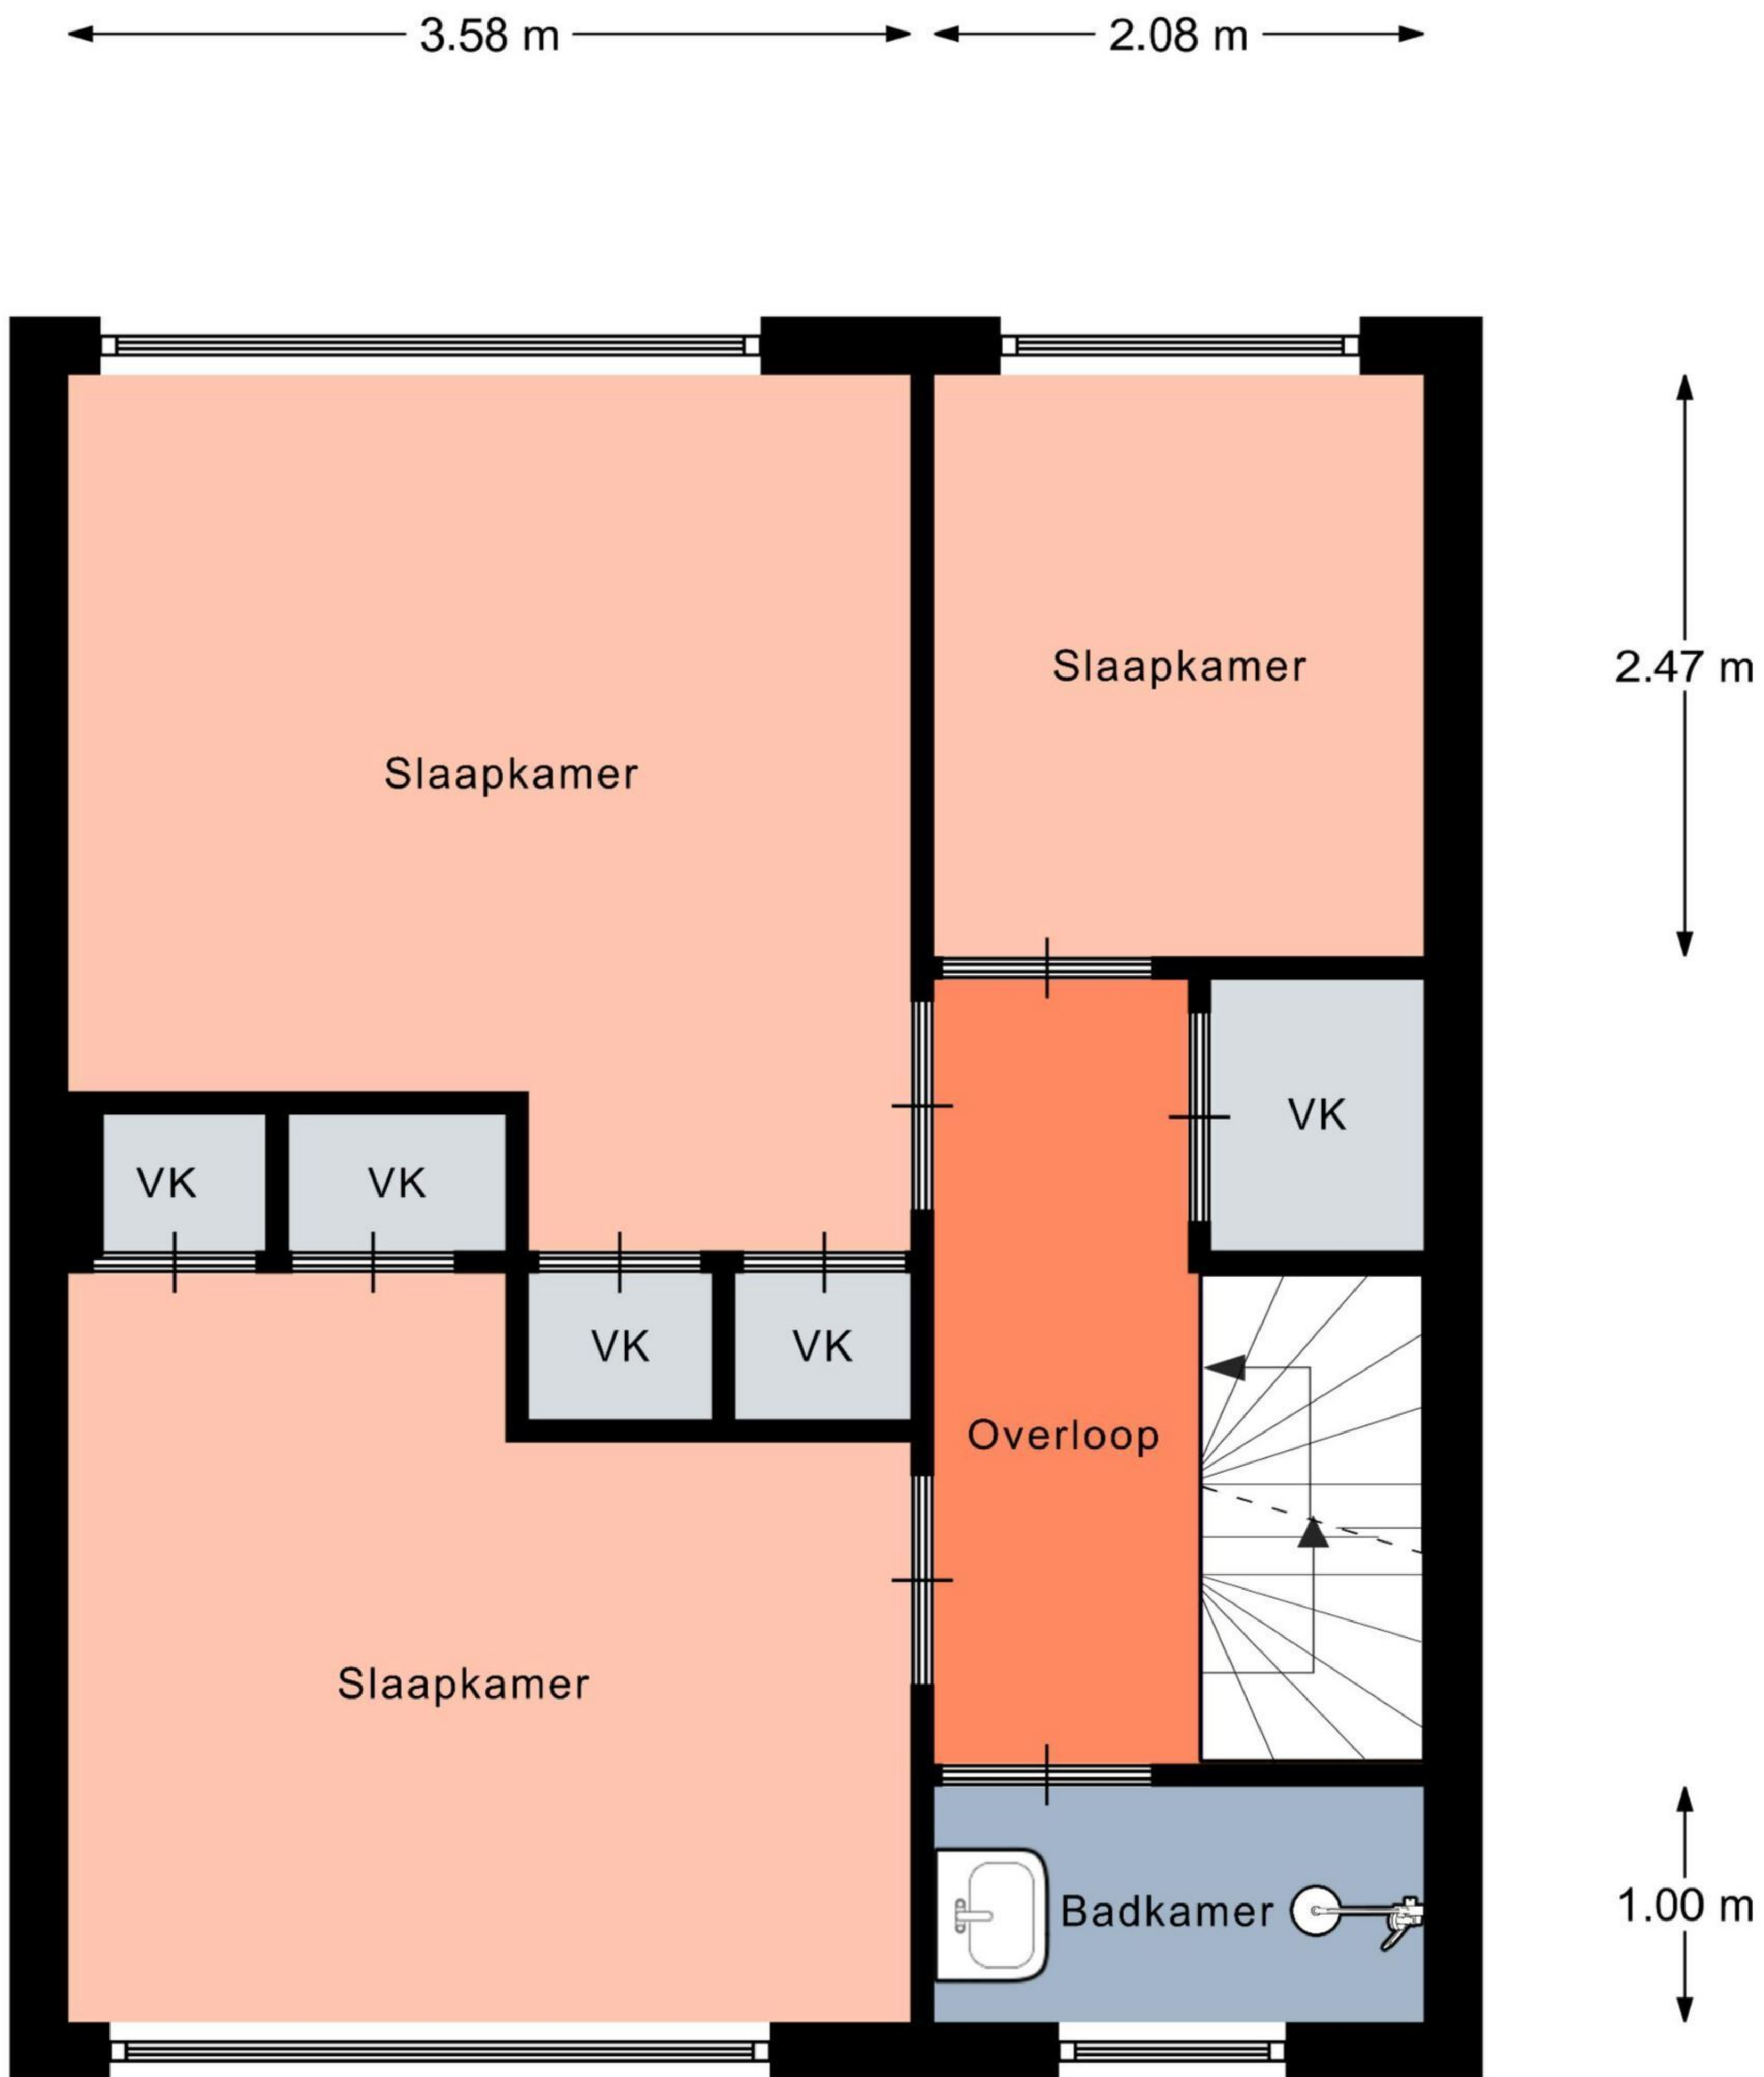 3.58 m
2.08 m
Slaapkamer
2.47 m
Slaapkamer
VK
VK
VK
VK
VK
Overloop
Slaapkamer
1.00 m
Badkamer